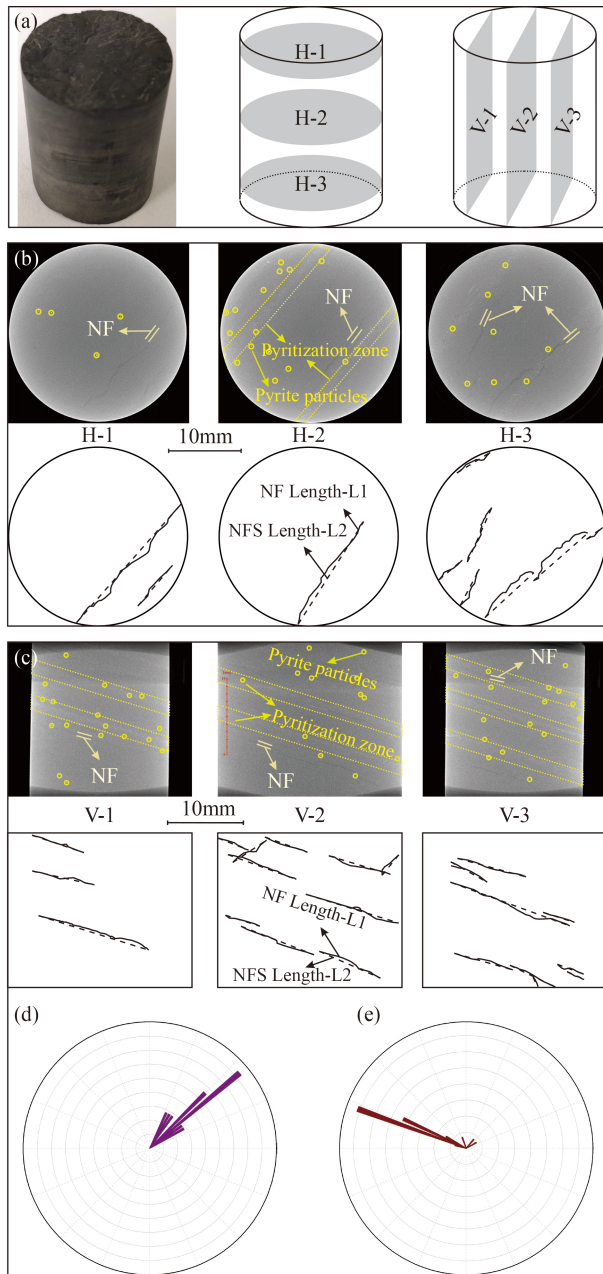 (a)
H-1
H-2
H-3
V-1
V-2
V-3
(b)
NF
NF
Pyritization zone
Pyrite particles
NF
H-1
10mm
H-2
H-3
NF Length-L1
NFS Length-L2
(c)
NF
Pyrite particles
Pyritization zone
NF
NF
V-1
10mm
V-2
V-3
NF Length-L1
NFS Length-L2
(d)
(e)